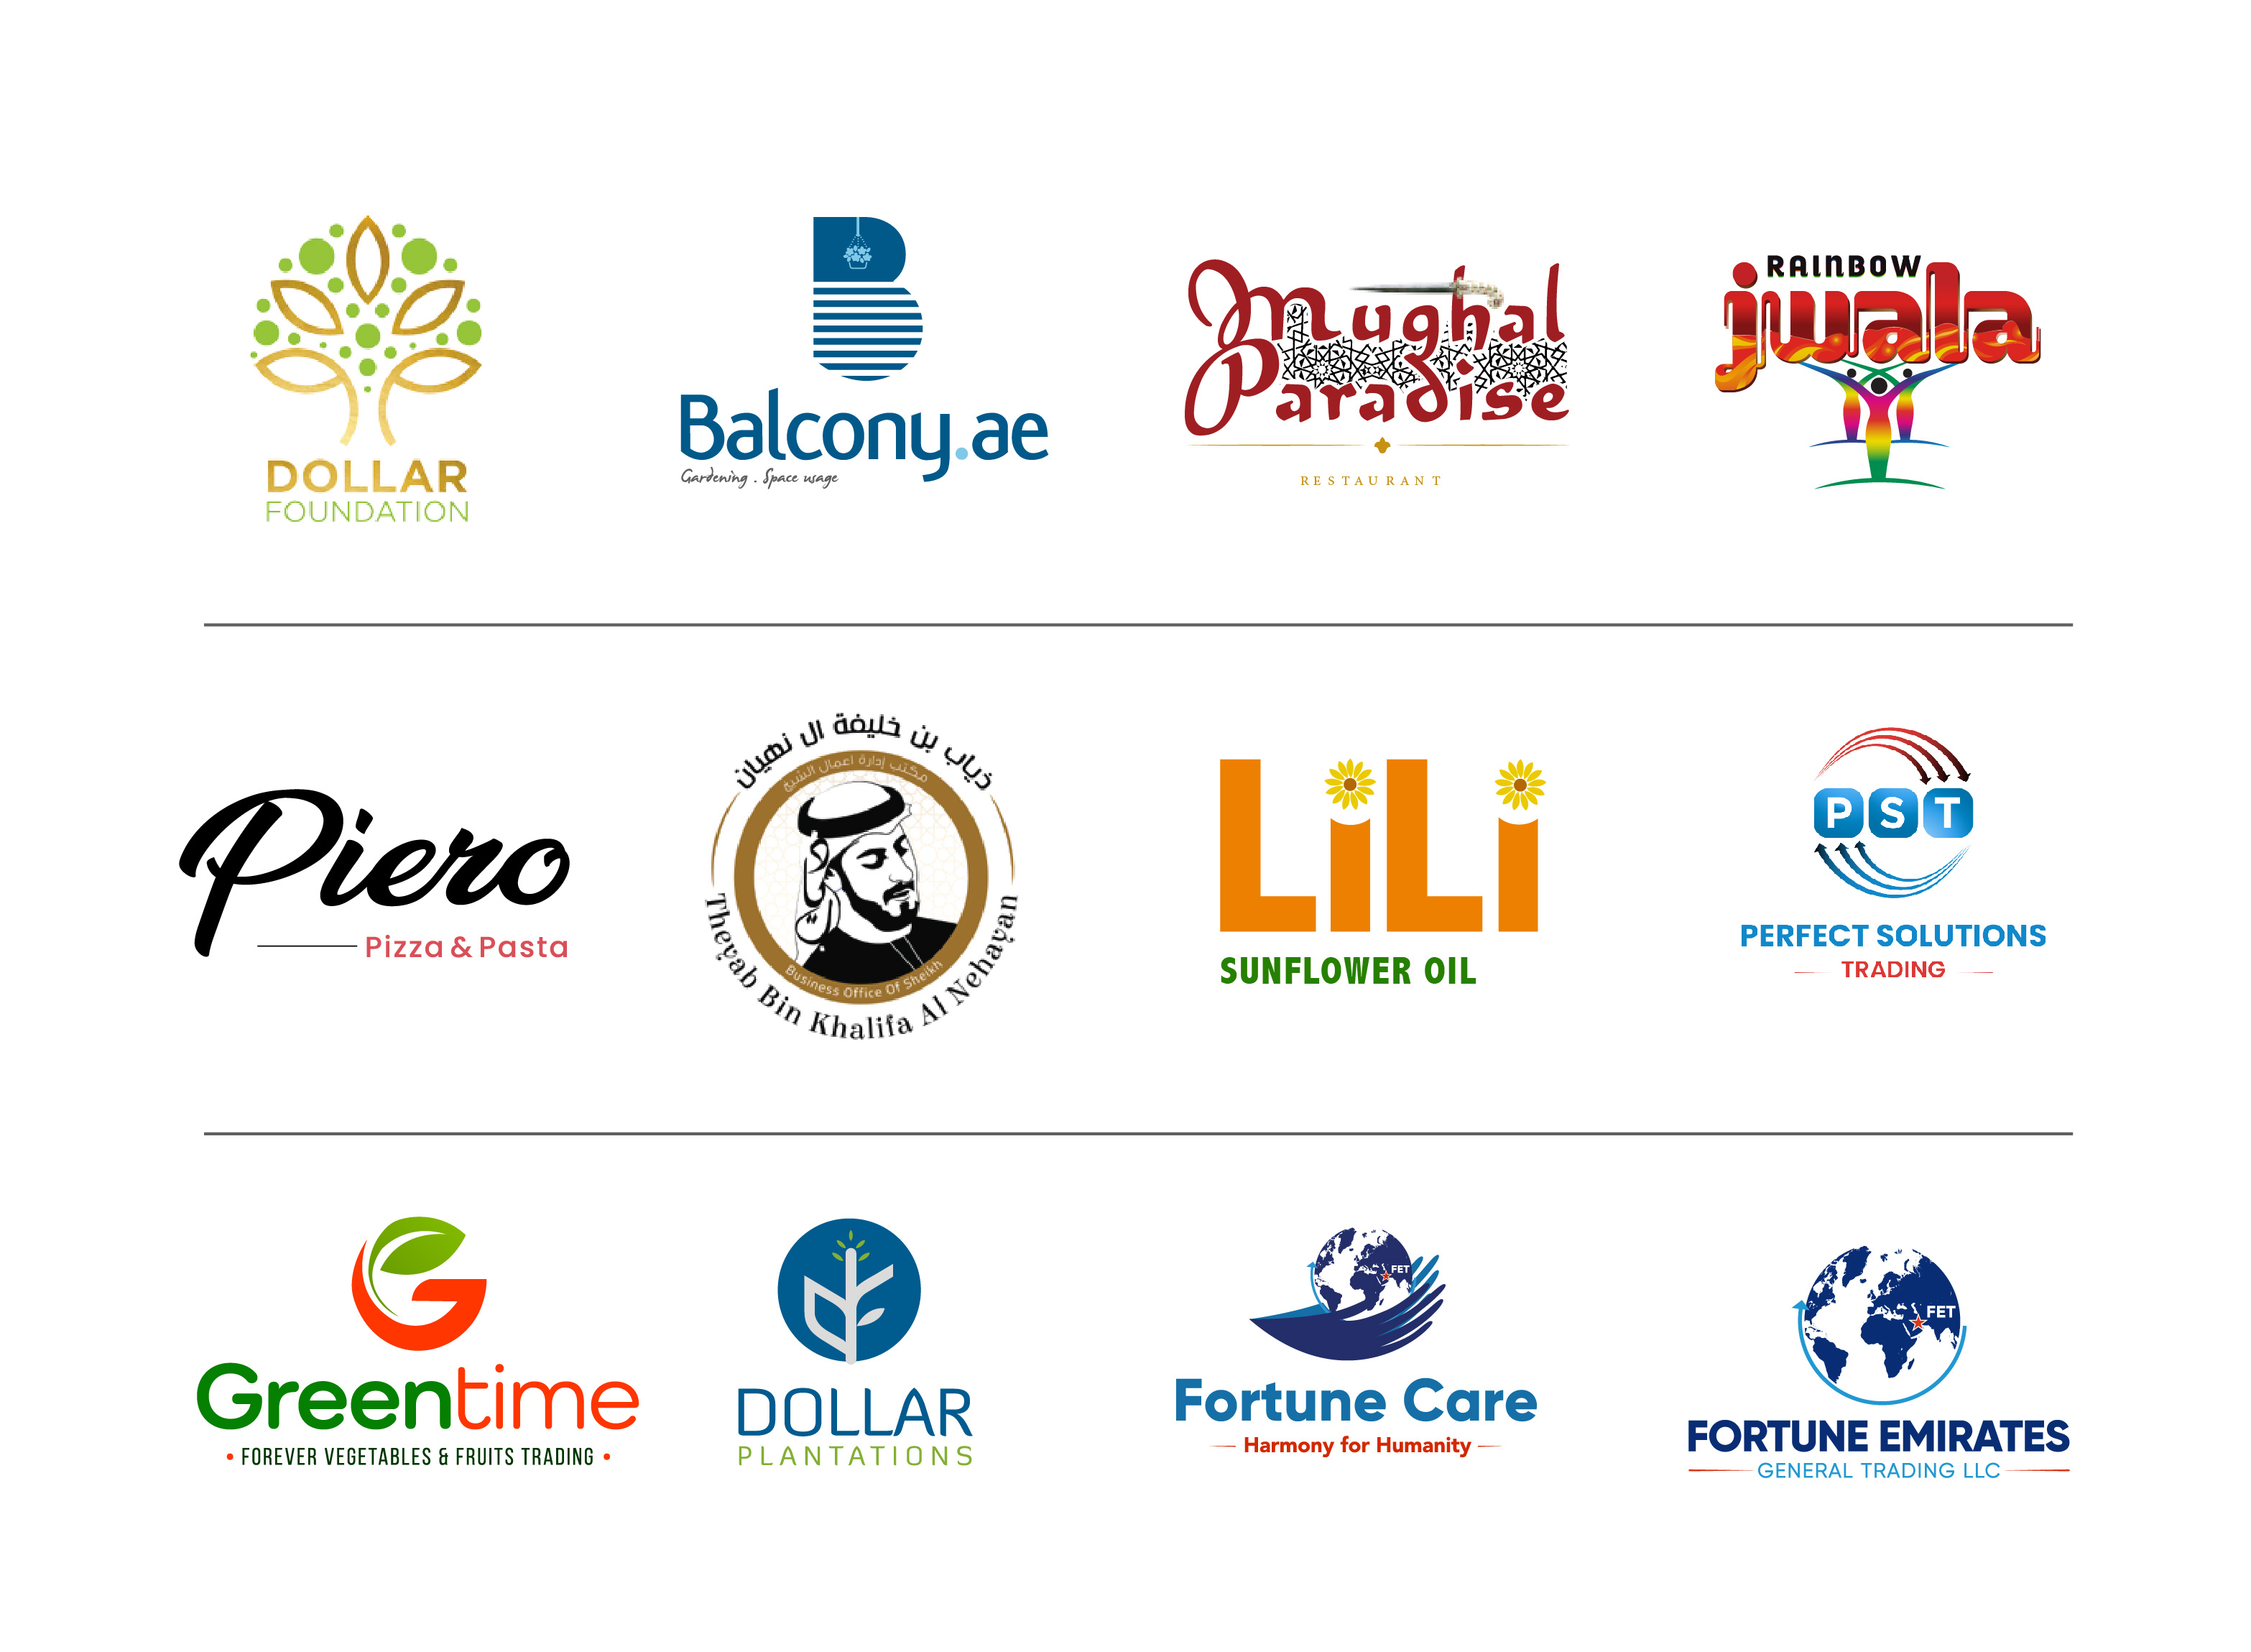 DOLLAR
FOUNDATION
B
Balcony.ae
Gardening . Space usage
Mughal
Paradise
RESTAURANT
RAINBOW
jwala
Piero
Pizza & Pasta
ذياب بن خليفة ال نهيان
مكتب إدارة اعمال الشيخ
ذياب
Business Office Of Sheikh
Theyab Bin Khalifa Al Nehayan
LiLi
SUNFLOWER OIL
PST
PERFECT SOLUTIONS
TRADING
G
Greentime
• FOREVER VEGETABLES & FRUITS TRADING •
DOLLAR
PLANTATIONS
FET
Fortune Care
Harmony for Humanity
FET
FORTUNE EMIRATES
GENERAL TRADING LLC